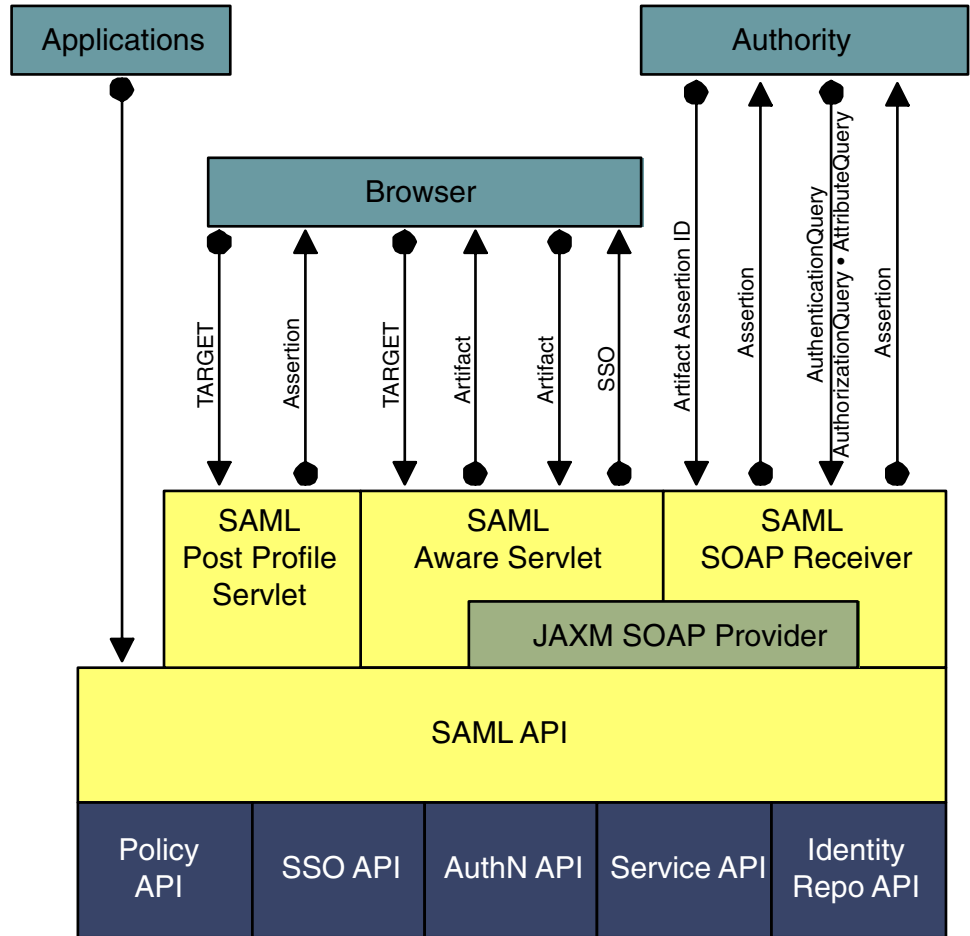 Applications
Authority
Browser
TARGET
Assertion
TARGET
Artifact
Artifact
SSO
Artifact Assertion ID
Assertion
AuthenticationQuery
AuthorizationQuery • AttributeQuery
Assertion
SAML
Post Profile
Servlet
SAML
Aware Servlet
SAML
SOAP Receiver
JAXM SOAP Provider
SAML API
Policy
API
SSO API
AuthN API
Service API
Identity
Repo API